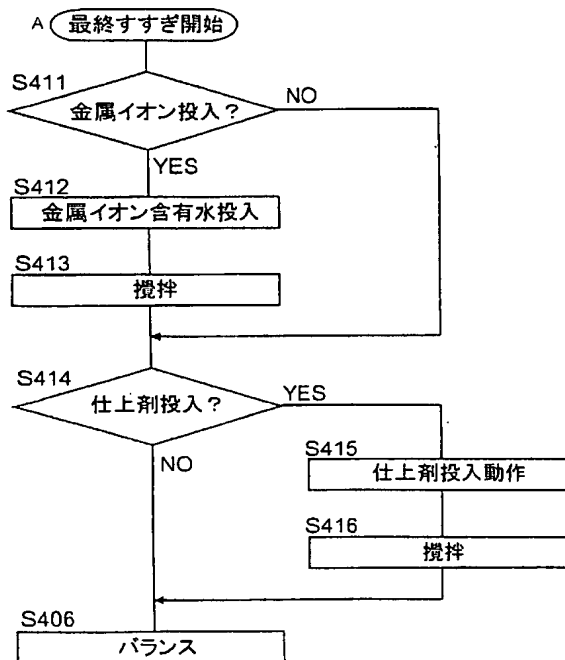 A 最終すすぎ開始
S411
金属イオン投入?
NO
YES
S412
金属イオン含有水投入
S413
攪拌
S414
仕上剤投入?
YES
NO
S415
仕上剤投入動作
S416
攪拌
S406
バランス